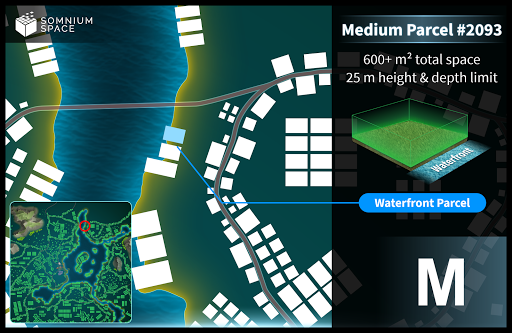 SOMNIUM
SPACE
Medium Parcel #2093
600+ m² total space
25 m height & depth limit
Waterfront
Waterfront Parcel
M